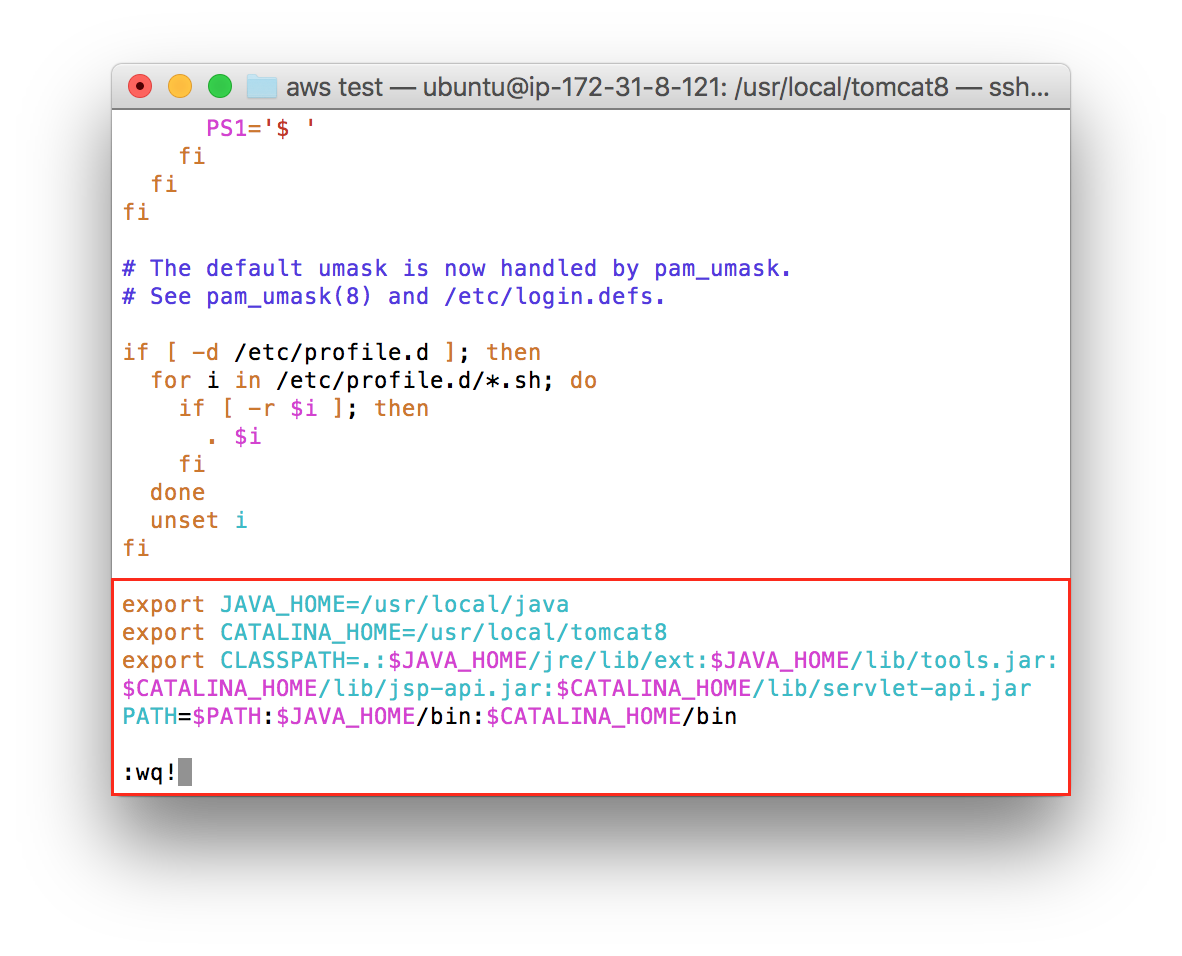 aws test — ubuntu@ip-172-31-8-121: /usr/local/tomcat8 — ssh...
      PS1='$ '
    fi
  fi
fi

# The default umask is now handled by pam_umask.
# See pam_umask(8) and /etc/login.defs.

if [ -d /etc/profile.d ]; then
  for i in /etc/profile.d/*.sh; do
    if [ -r $i ]; then
      . $i
    fi
  done
  unset i
fi

export JAVA_HOME=/usr/local/java
export CATALINA_HOME=/usr/local/tomcat8
export CLASSPATH=.:$JAVA_HOME/jre/lib/ext:$JAVA_HOME/lib/tools.jar:
$CATALINA_HOME/lib/jsp-api.jar:$CATALINA_HOME/lib/servlet-api.jar
PATH=$PATH:$JAVA_HOME/bin:$CATALINA_HOME/bin

:wq!